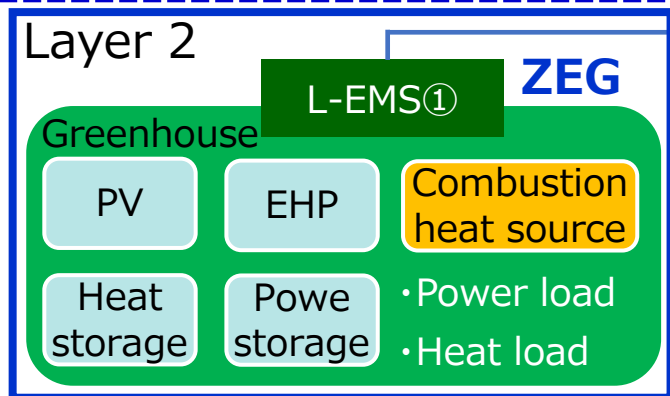 Layer 2
L-EMS①
ZEG
Greenhouse
PV
EHP
Combustion
heat source
Heat
storage
Powe
storage
・Power load
・Heat load